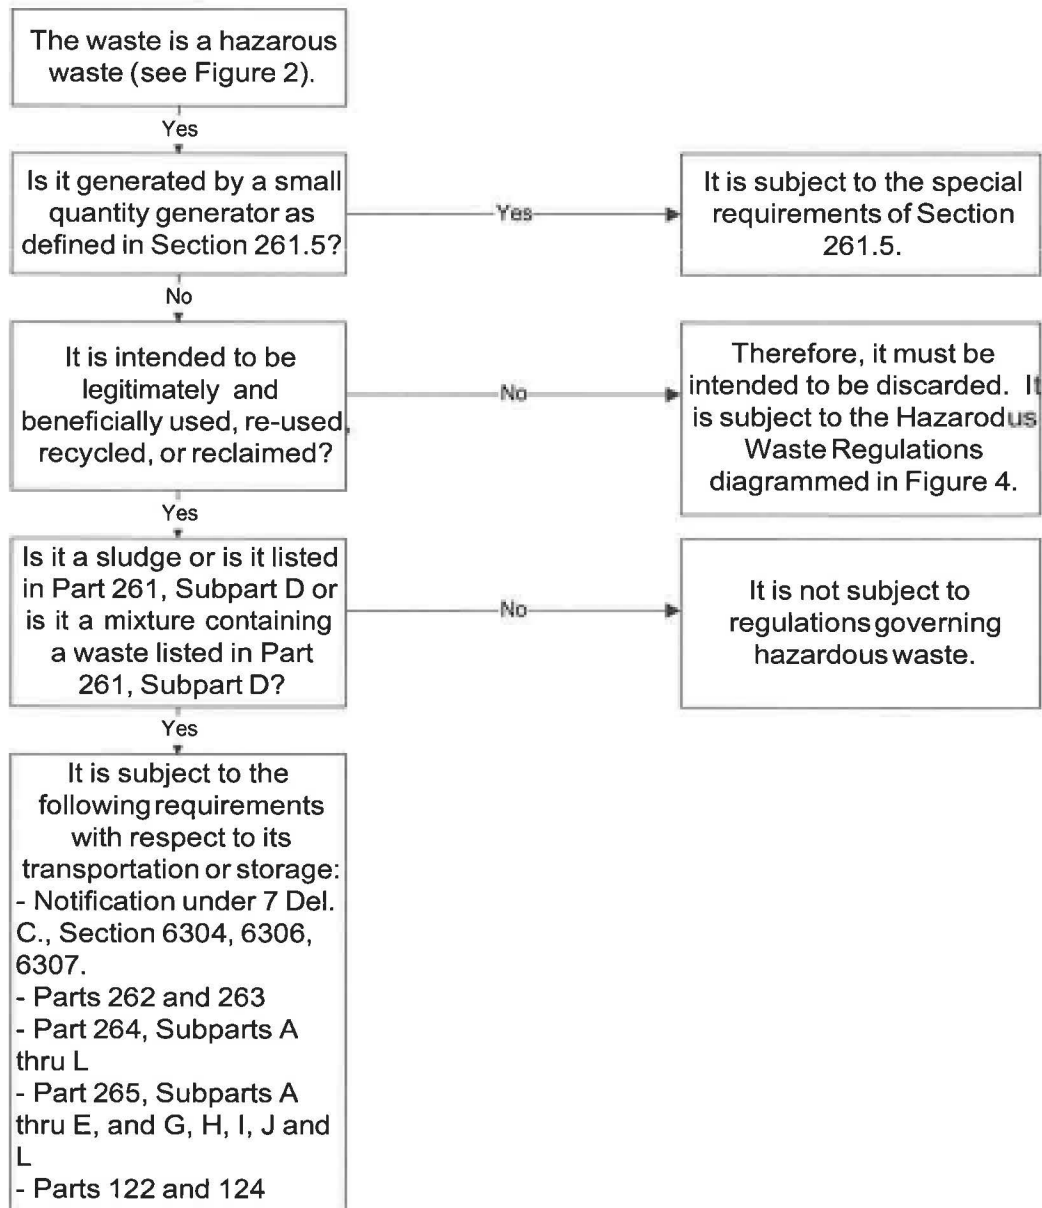 The waste is a hazarous
waste (see Figure 2).
Yes
Is it generated by a small
quantity generator as
defined in Section 261.5?
Yes
It is subject to the special
requirements of Section
261.5.
No
It is intended to be
legitimately and
beneficially used, re-used,
recycled, or reclaimed?
No
Therefore, it must be
intended to be discarded. It
is subject to the Hazarodus
Waste Regulations
diagrammed in Figure 4.
Yes
Is it a sludge or is it listed
in Part 261, Subpart D or
is it a mixture containing
a waste listed in Part
261, Subpart D?
No
It is not subject to
regulations governing
hazardous waste.
Yes
It is subject to the
following requirements
with respect to its
transportation or storage:
- Notification under 7 Del.
C., Section 6304, 6306,
6307.
- Parts 262 and 263
- Part 264, Subparts A
thru L
- Part 265, Subparts A
thru E, and G, H, I, J and
L
- Parts 122 and 124